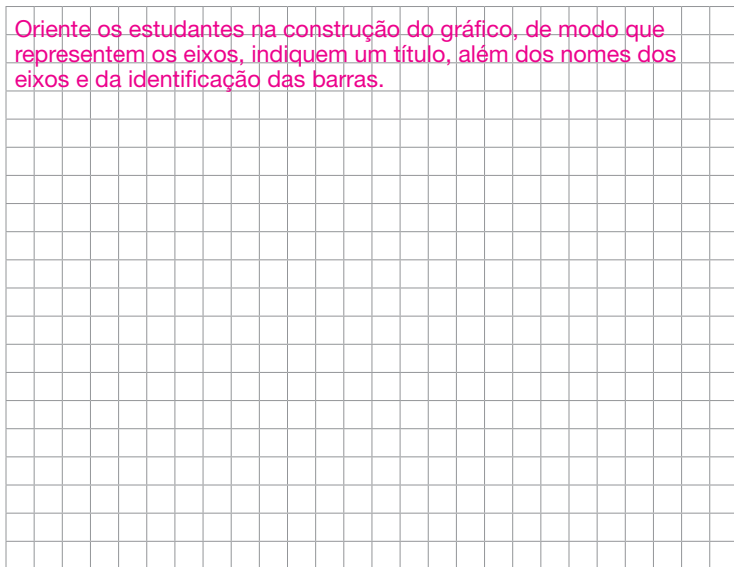 Oriente os estudantes na construção do gráfico, de modo que
representem os eixos, indiquem um título, além dos nomes dos
eixos e da identificação das barras.